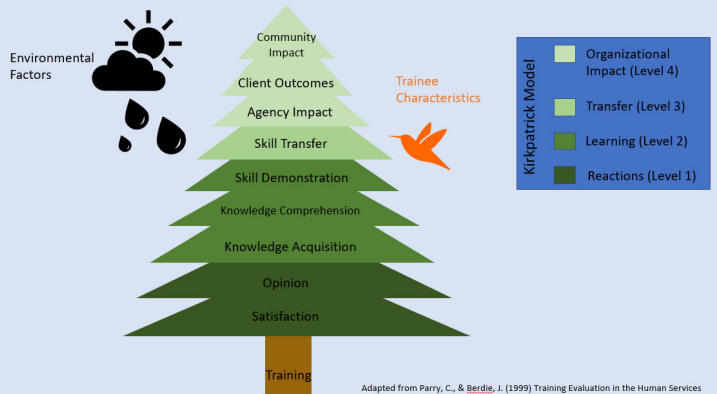 Environmental
Factors
Community
Impact
Client Outcomes
Agency Impact
Skill Transfer
Skill Demonstration
Knowledge Comprehension
Knowledge Acquisition
Opinion
Satisfaction
Training
Trainee
Characteristics
Kirkpatrick Model
Organizational
Impact (Level 4)
Transfer (Level 3)
Learning (Level 2)
Reactions (Level 1)
Adapted from Parry, C., & Berdie, J. (1999) Training Evaluation in the Human Services